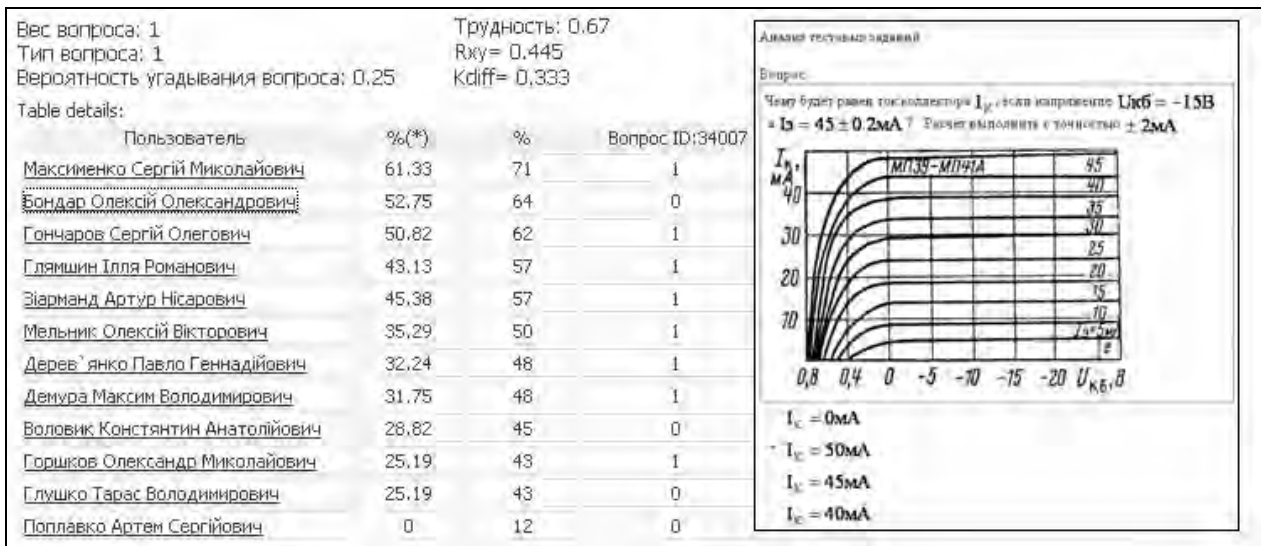 Вес вопроса: 1
Тип вопроса: 1
Вероятность угадывания вопроса: 0.25
Трудность: 0.67
Rxy= 0.445
Kdiff= 0.333
Table details:
Пользователь %(*) % Вопрос ID:34007
Максименко Сергій Миколайович 61.33 71 1
Бондар Олексій Олександрович 52.75 64 0
Гончаров Сергій Олегович 50.82 62 1
Глямшин Ілля Романович 43.13 57 1
Зіарманд Артур Нісарович 45.38 57 1
Мельник Олексій Вікторович 35.29 50 1
Дерев`янко Павло Геннадійович 32.24 48 1
Демура Максим Володимирович 31.75 48 1
Воловик Констянтин Анатолійович 28.82 45 0
Горшков Олександр Миколайович 25.19 43 1
Глушко Тарас Володимирович 25.19 43 0
Поплавко Артем Сергійович 0 12 0
Анализ тестовых заданий
Вопрос
Чему будет равен ток коллектора Iк, если напряжение Uкб = −15В
а Iэ = 45 ± 0.2мА ? Расчет выполнить с точностью ± 2мА
Iк, мА
МП39-МП41А
45
40
40
35
30
30
25
20
20
15
10
10
Iэ=5мА
0,8 0,4 0 -5 -10 -15 -20 Uкб, В
Iк = 0мА
Iк = 50мА
Iк = 45мА
Iк = 40мА